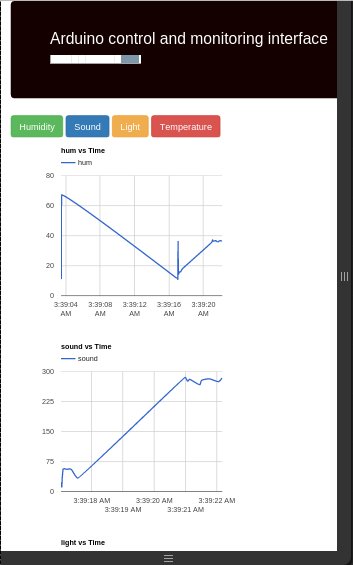 Arduino control and monitoring interface
Humidity Sound Light Temperature
hum vs Time
hum
80
60
40
20
0
3:39:04 AM 3:39:08 AM 3:39:12 AM 3:39:16 AM 3:39:20 AM
sound vs Time
sound
300
225
150
75
0
3:39:18 AM 3:39:20 AM 3:39:22 AM
3:39:19 AM 3:39:21 AM
light vs Time